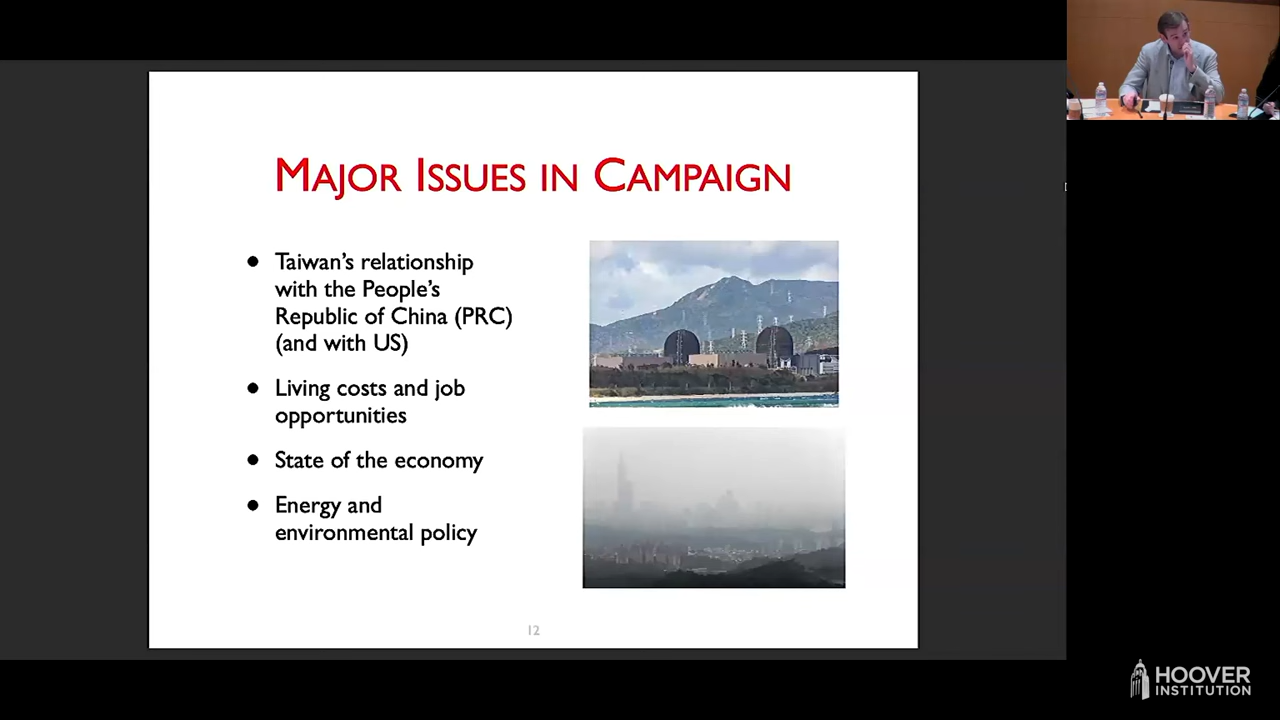 MAJOR ISSUES IN CAMPAIGN
• Taiwan's relationship
with the People's
Republic of China (PRC)
(and with US)
• Living costs and job
opportunities
• State of the economy
• Energy and
environmental policy
12
HOOVER
INSTITUTION